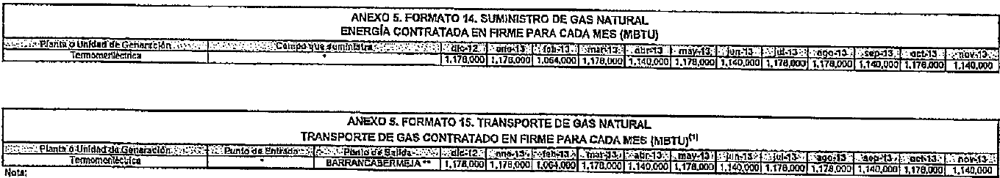 ANEXO 5. FORMATO 14. SUMINISTRO DE GAS NATURAL
ENERGÍA CONTRATADA EN FIRME PARA CADA MES (MBTU)
Planta o Unidad de Generación Campo que suministra dic-12 ene-13 feb-13 mar-13 abr-13 may-13 jun-13 jul-13 ago-13 sep-13 oct-13 nov-13
Termomeriléctrica * 1,178,000 1,178,000 1,064,000 1,178,000 1,140,000 1,178,000 1,140,000 1,178,000 1,178,000 1,140,000 1,178,000 1,140,000
ANEXO 5. FORMATO 15. TRANSPORTE DE GAS NATURAL
TRANSPORTE DE GAS CONTRATADO EN FIRME PARA CADA MES (MBTU)(1)
Planta o Unidad de Generación Punto de Entrada Punto de Salida dic-12 ene-13 feb-13 mar-13 abr-13 may-13 jun-13 jul-13 ago-13 sep-13 oct-13 nov-13
Termomeriléctrica * BARRANCABERMEJA ** 1,178,000 1,178,000 1,064,000 1,178,000 1,140,000 1,178,000 1,140,000 1,178,000 1,178,000 1,140,000 1,178,000 1,140,000
Nota: